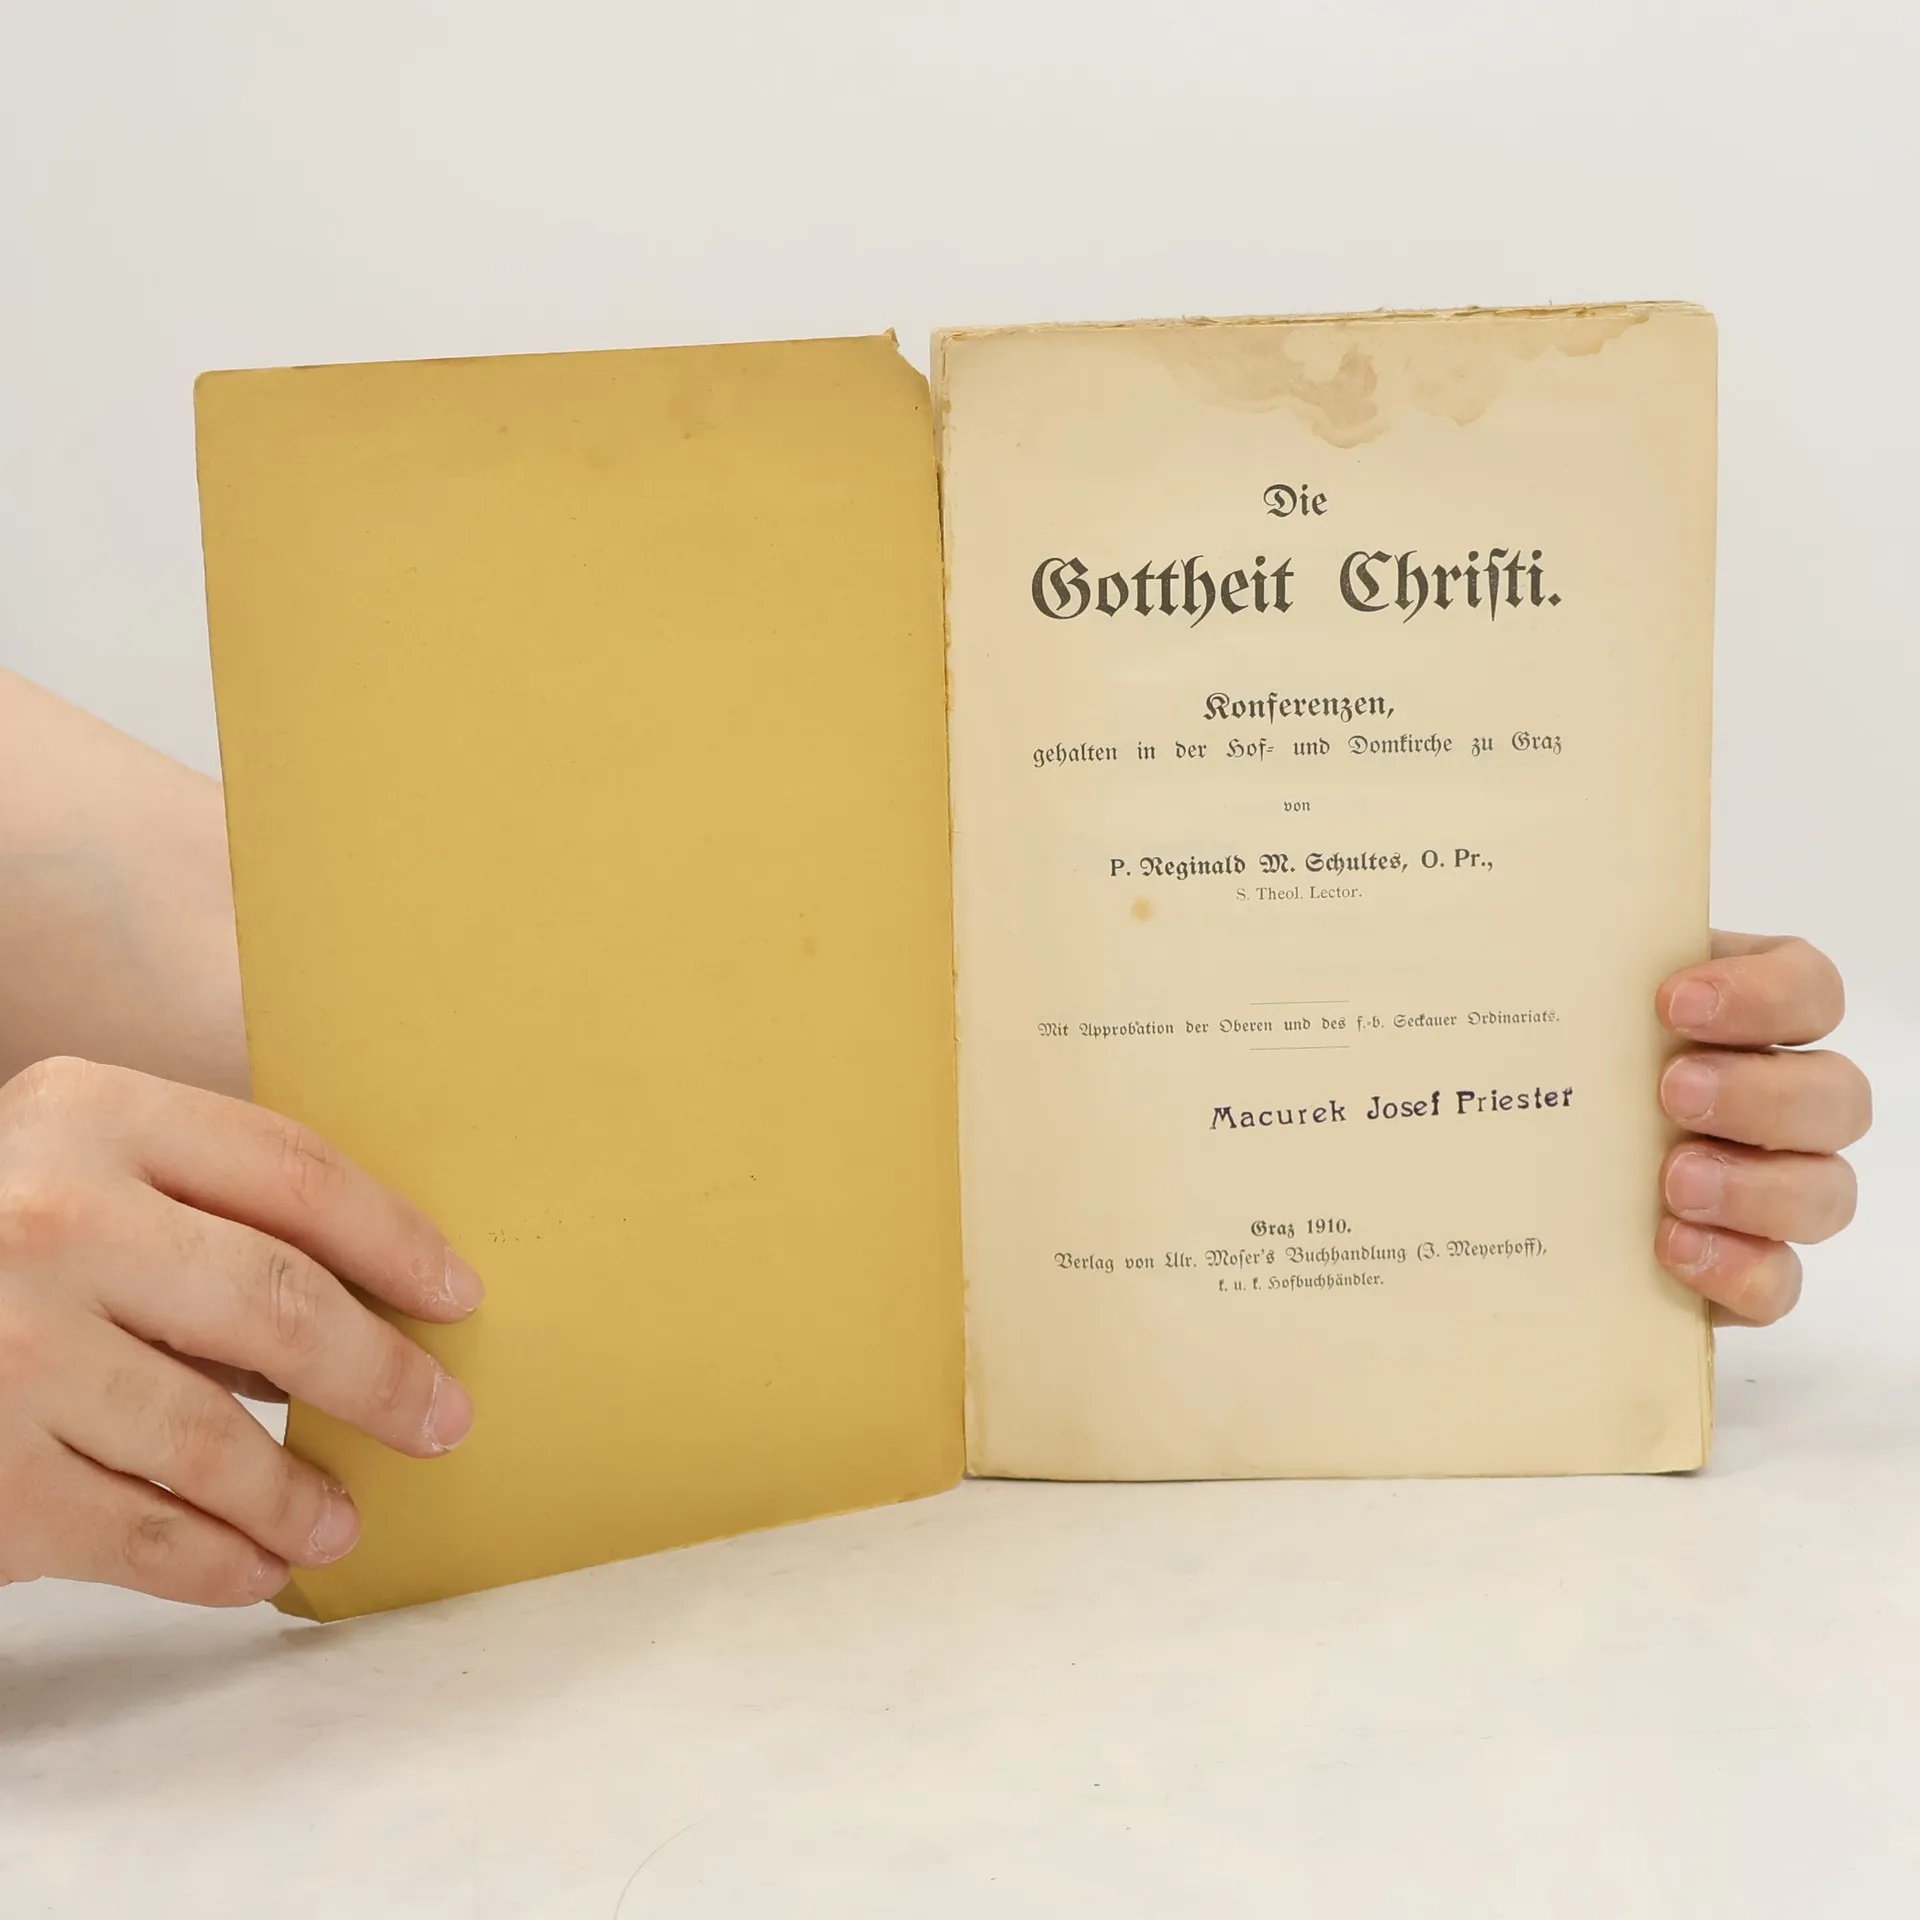 Die
Gottheit Christi.
Konferenzen,
gehalten in der Hof- und Domkirche zu Graz
von
P. Reginald M. Schultes, O. Pr.,
S. Theol. Lector.
Mit Approbation der Oberen und des f.-b. Seckauer Ordinariats.
Macurek Josef Priester
Graz 1910.
Verlag von Ulr. Moser's Buchhandlung (J. Meyerhoff),
k. u. k. Hofbuchhändler.